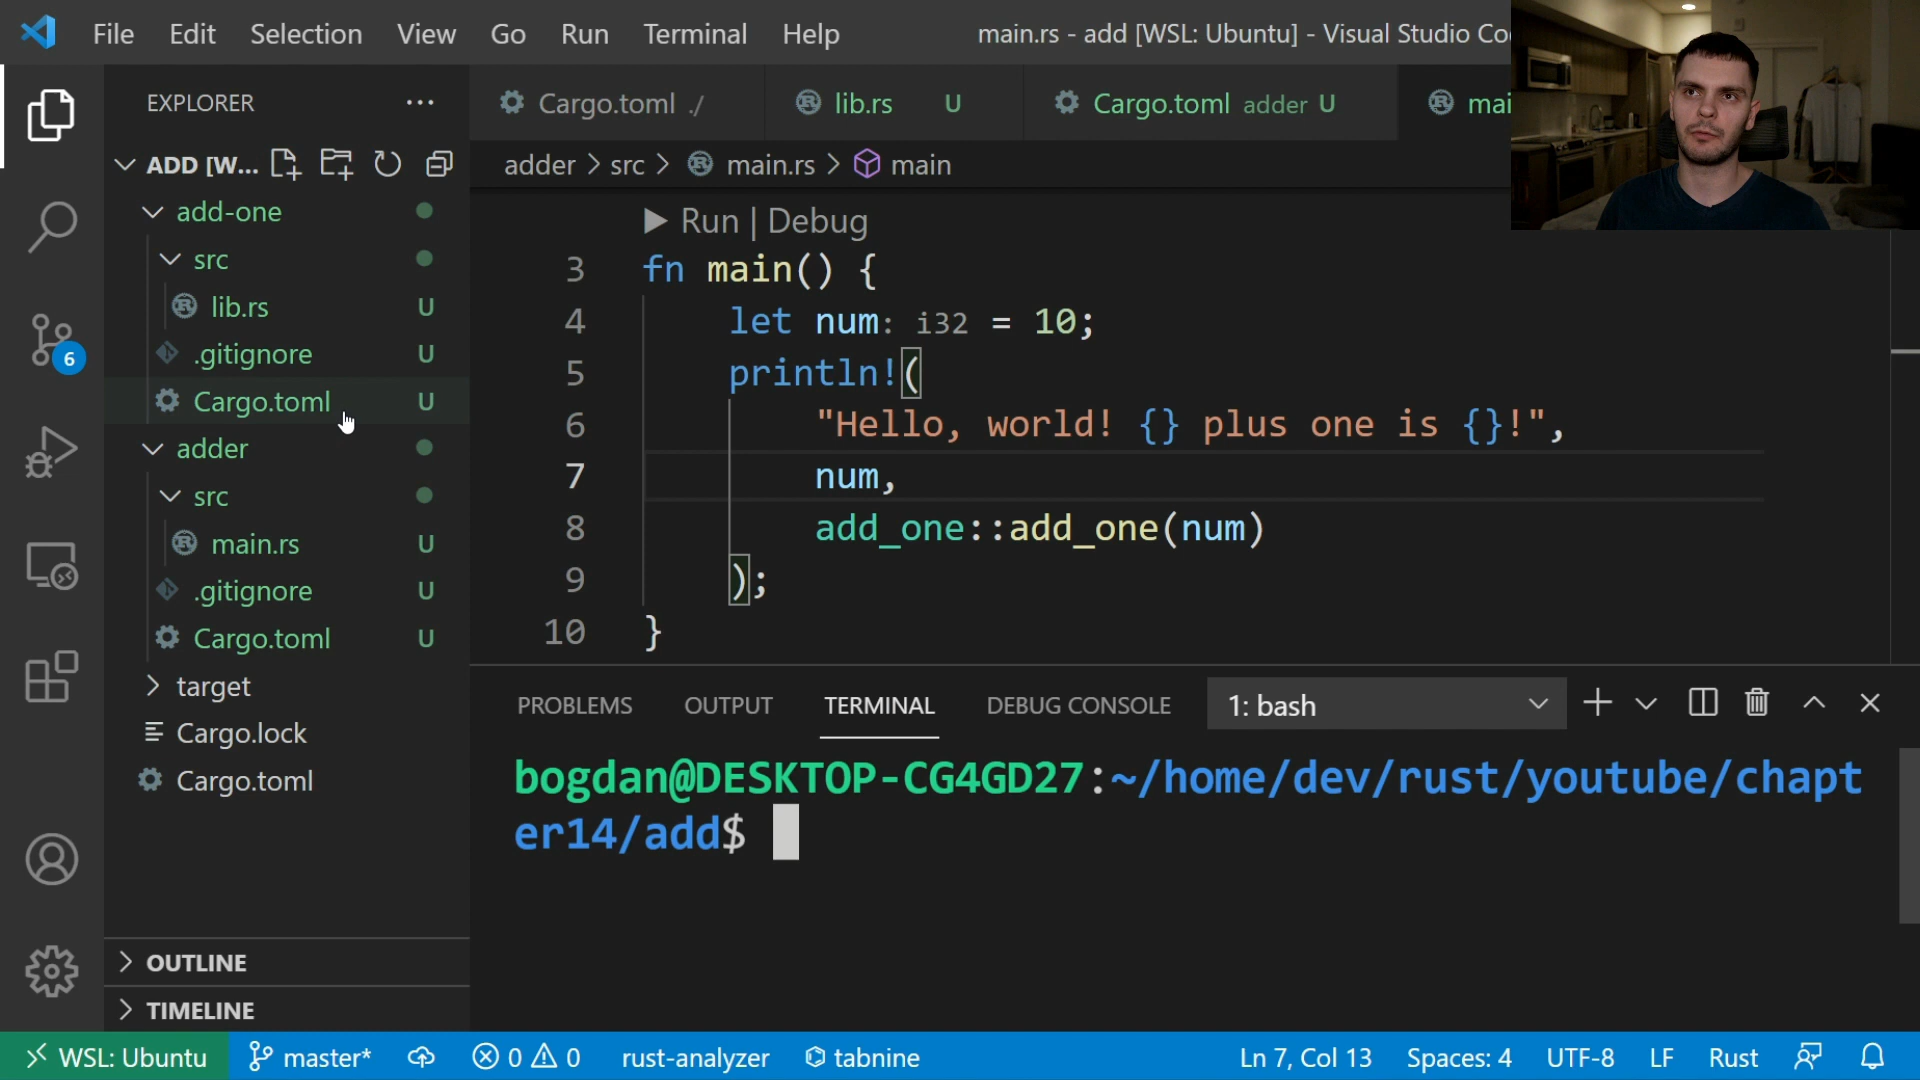 File Edit Selection View Go Run Terminal Help
main.rs - add [WSL: Ubuntu] - Visual Studio Co
EXPLORER ...
Cargo.toml ./
lib.rs U
Cargo.toml adder U
mai
ADD [W...
adder > src > main.rs > main
add-one
src
lib.rs U
.gitignore U
Cargo.toml U
adder
src
main.rs U
.gitignore U
Cargo.toml U
target
Cargo.lock
Cargo.toml
OUTLINE
TIMELINE
6
Run | Debug
3 fn main() {
4 let num: i32 = 10;
5 println!(
6 "Hello, world! {} plus one is {}!",
7 num,
8 add_one::add_one(num)
9 );
10 }
PROBLEMS OUTPUT TERMINAL DEBUG CONSOLE 1: bash
bogdan@DESKTOP-CG4GD27:~/home/dev/rust/youtube/chapt
er14/add$
WSL: Ubuntu master* 0 0 rust-analyzer tabnine Ln 7, Col 13 Spaces: 4 UTF-8 LF Rust